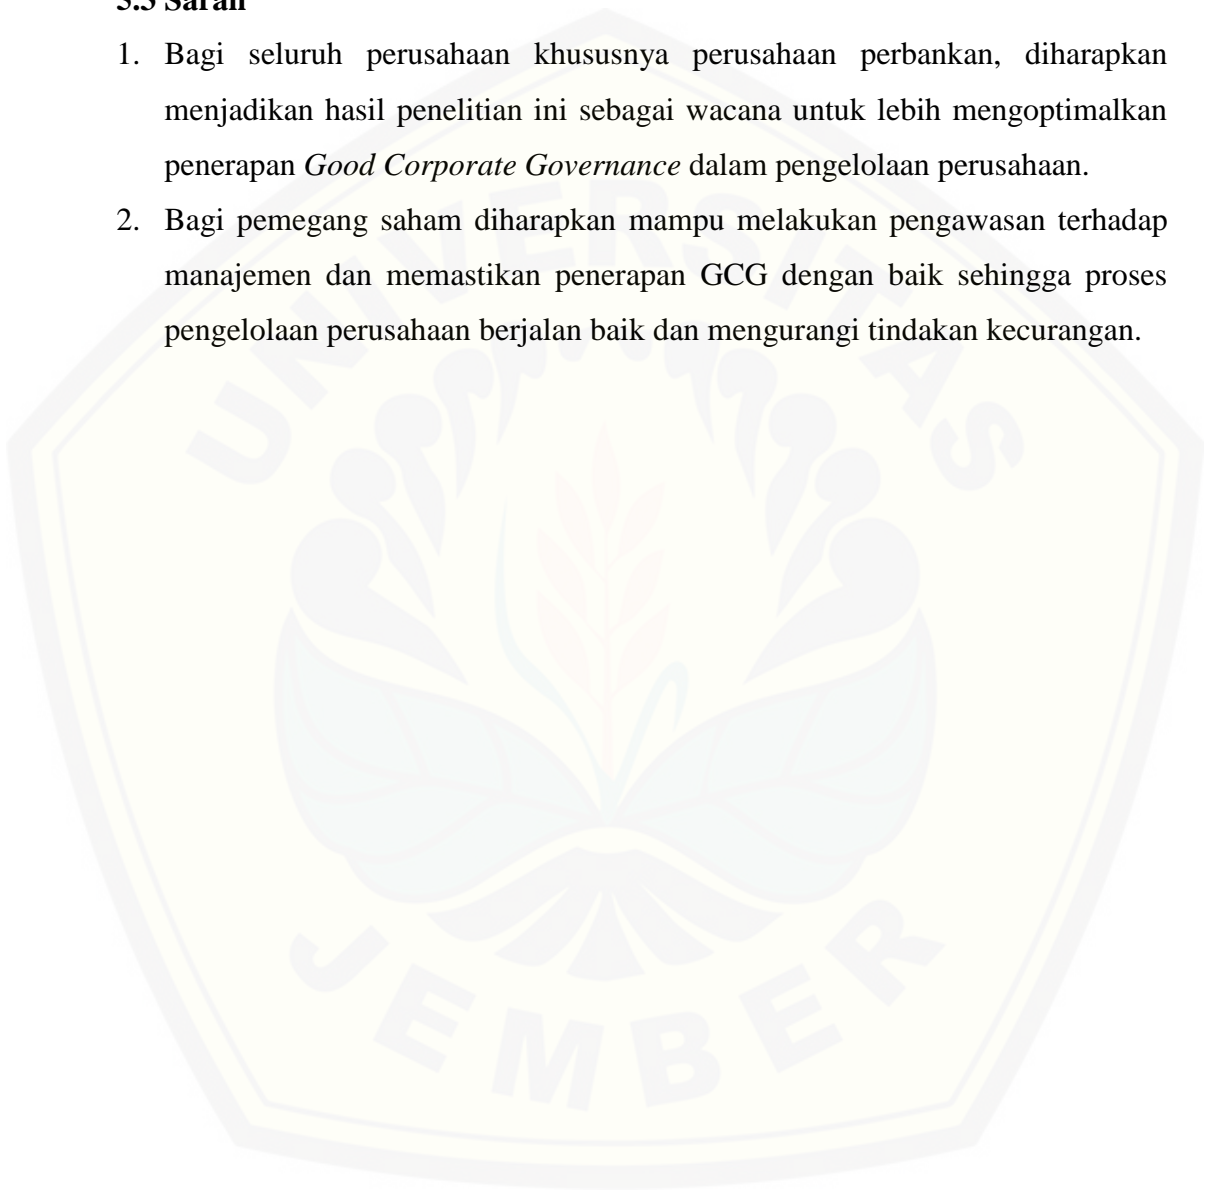 5.3 Saran
1. Bagi seluruh perusahaan khususnya perusahaan perbankan, diharapkan
menjadikan hasil penelitian ini sebagai wacana untuk lebih mengoptimalkan
penerapan Good Corporate Governance dalam pengelolaan perusahaan.
2. Bagi pemegang saham diharapkan mampu melakukan pengawasan terhadap
manajemen dan memastikan penerapan GCG dengan baik sehingga proses
pengelolaan perusahaan berjalan baik dan mengurangi tindakan kecurangan.
UNIVERSITAS
JEMBER